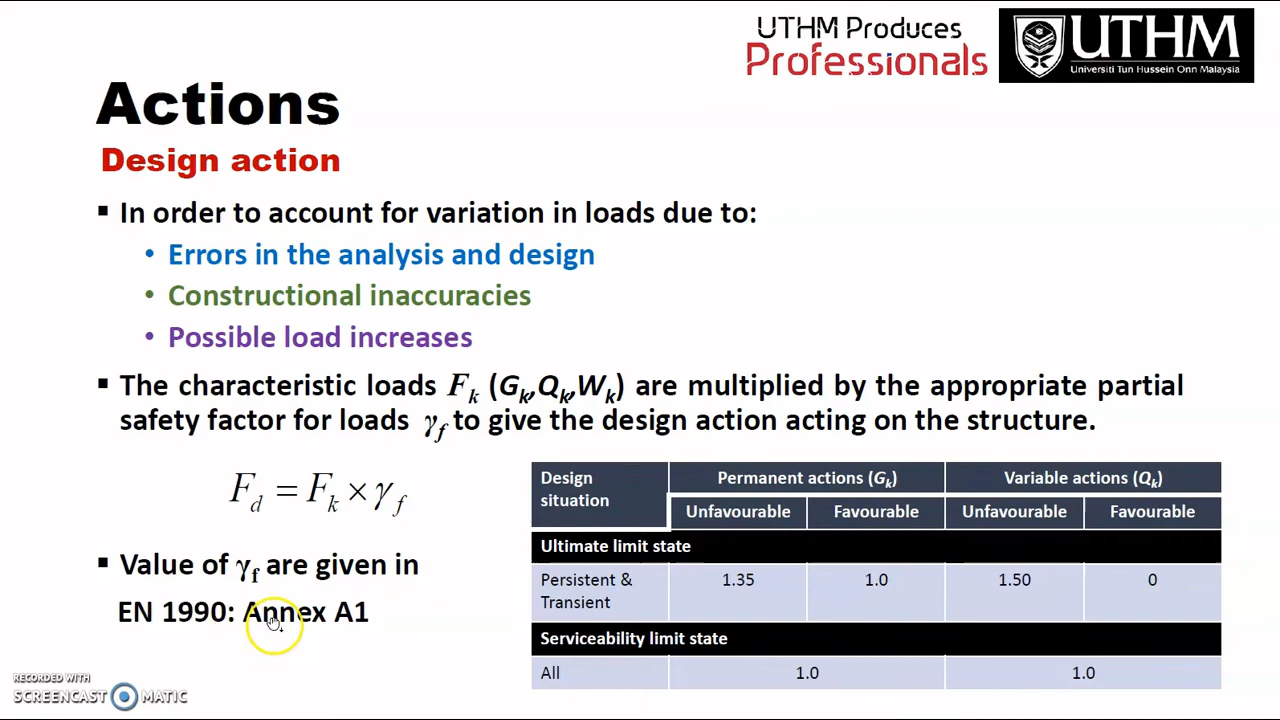 UTHM Produces
Professionals
UTHM
Universiti Tun Hussein Onn Malaysia
Actions
Design action
▪ In order to account for variation in loads due to:
• Errors in the analysis and design
• Constructional inaccuracies
• Possible load increases
▪ The characteristic loads Fk (Gk,Qk,Wk) are multiplied by the appropriate partial
safety factor for loads γf to give the design action acting on the structure.
Fd = Fk × γf
▪ Value of γf are given in
EN 1990: Annex A1
Design situation Permanent actions (Gk) Variable actions (Qk)
Unfavourable Favourable Unfavourable Favourable
Ultimate limit state
Persistent & Transient 1.35 1.0 1.50 0
Serviceability limit state
All 1.0 1.0
RECORDED WITH
SCREENCAST MATIC